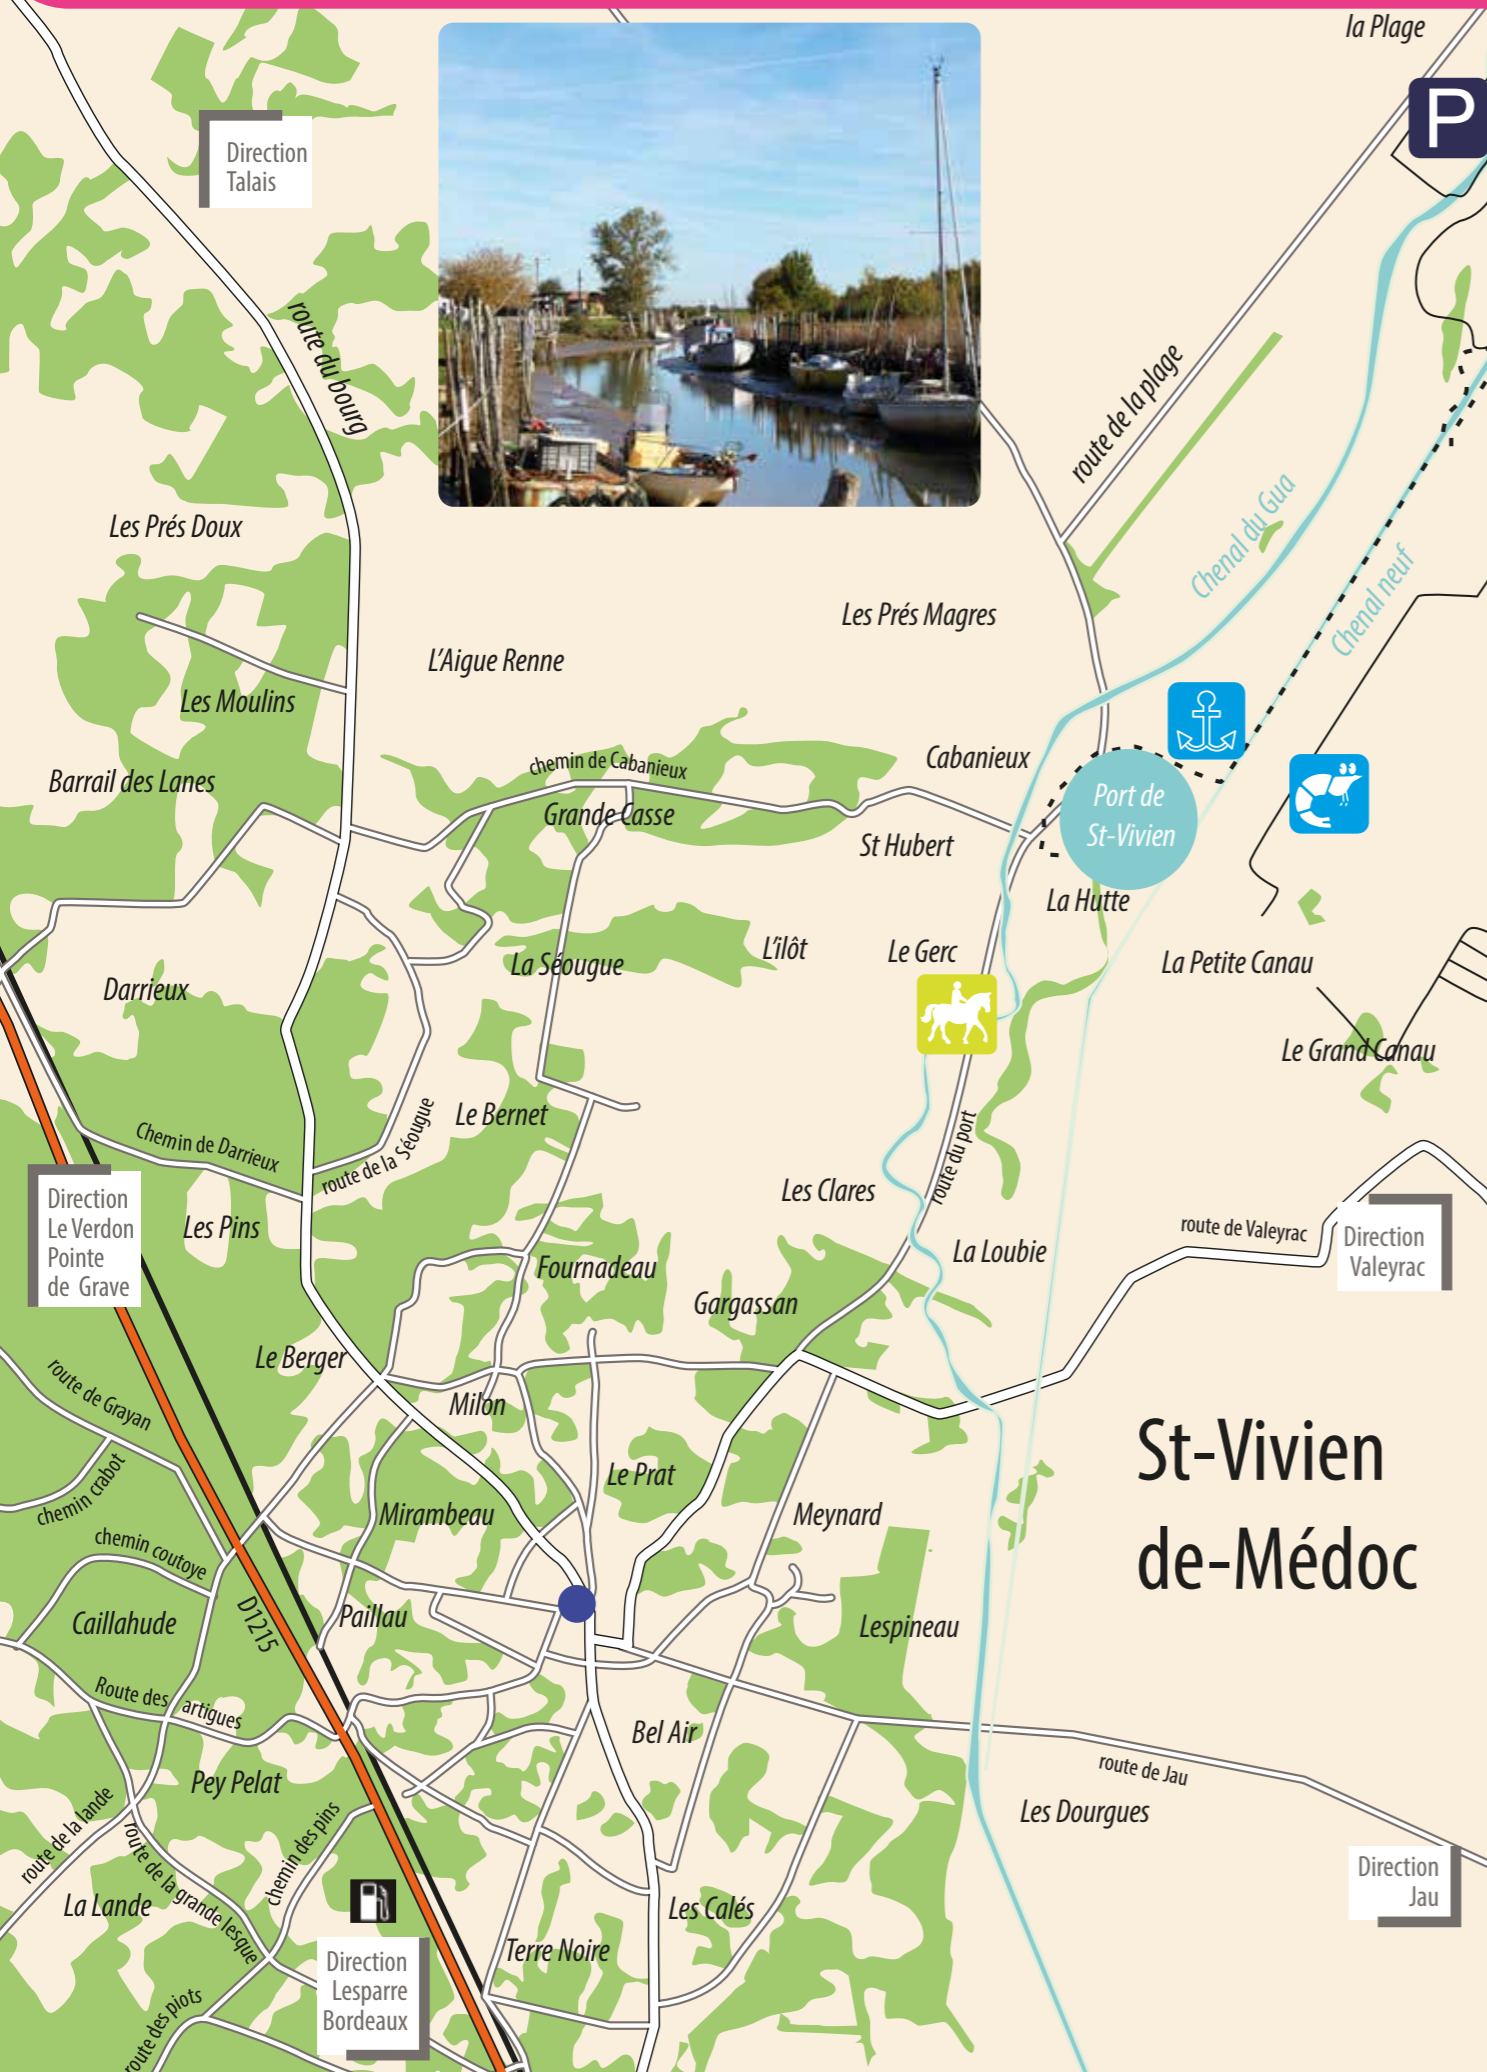 la Plage
P
Direction
Talais
route du bourg
route de la plage
Les Prés Doux
Chenal du Gua
Chenal neuf
Les Prés Magres
L'Aigue Renne
Les Moulins
Cabanieux
chemin de Cabanieux
Barrail des Lanes
Port de
St-Vivien
Grande Casse
St Hubert
La Hutte
L'ilôt
Le Gerc
La Séougue
La Petite Canau
Darrieux
Le Grand Canau
Le Bernet
Chemin de Darrieux
route de la Séougue
route du port
Les Clares
Direction
Le Verdon
Pointe
de Grave
Les Pins
route de Valeyrac
Direction
Valeyrac
La Loubie
Fournadeau
Gargassan
Le Berger
route de Grayan
Milon
St-Vivien
de-Médoc
Le Prat
chemin crabot
Mirambeau
Meynard
chemin coutoye
Caillahude
D1215
Paillau
Lespineau
Route des artigues
Bel Air
route de Jau
Pey Pelat
Les Dourgues
route de la lande
route de la grande lesque
chemin des pins
Direction
Jau
La Lande
Les Calés
Terre Noire
Direction
Lesparre
Bordeaux
route des piots